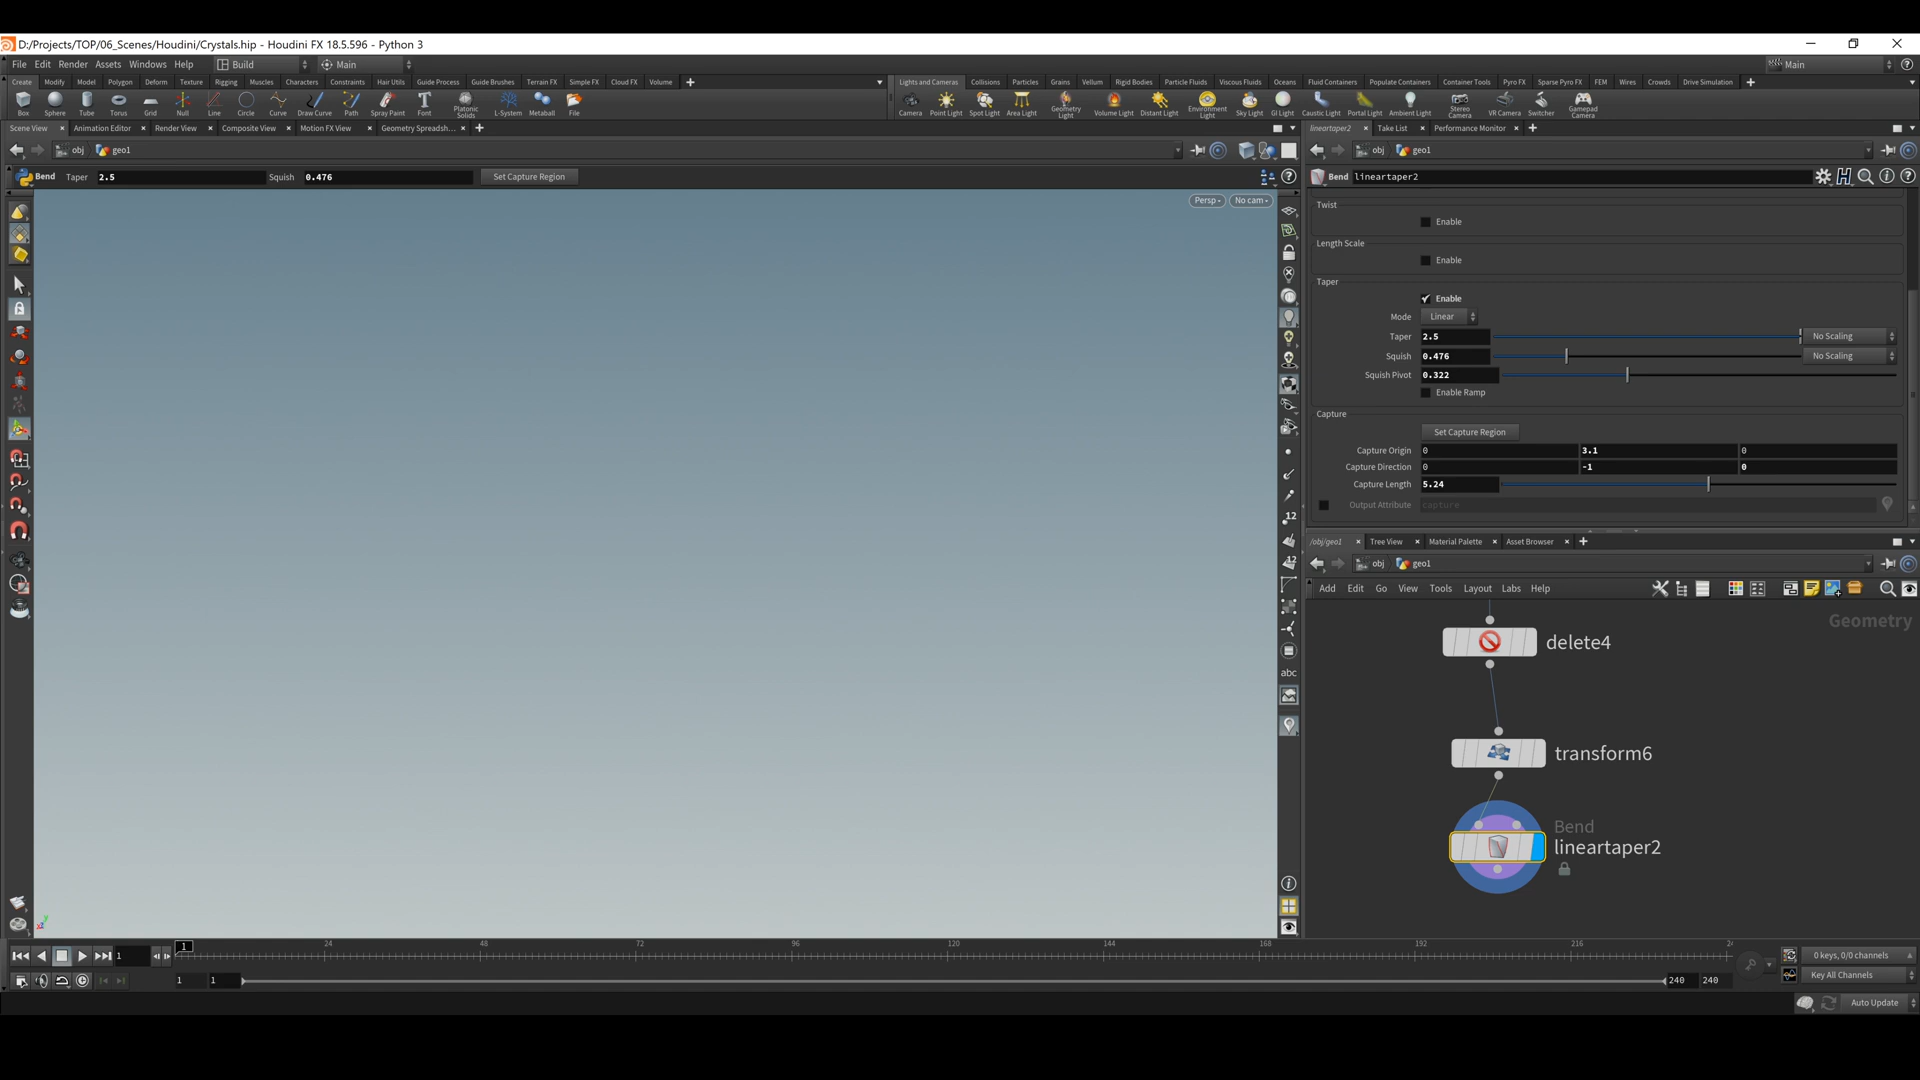 D:/Projects/TOP/06_Scenes/Houdini/Crystals.hip - Houdini FX 18.5.596 - Python 3
File Edit Render Assets Windows Help Build Main Main
Create Modify Model Polygon Deform Texture Rigging Muscles Characters Constraints Hair Utils Guide Process Guide Brushes Terrain FX Simple FX Cloud FX Volume
Lights and Cameras Collisions Particles Grains Vellum Rigid Bodies Particle Fluids Viscous Fluids Oceans Fluid Containers Populate Containers Container Tools Pyro FX Sparse Pyro FX FEM Wires Crowds Drive Simulation
Box Sphere Tube Torus Grid Null Line Circle Curve Draw Curve Path Spray Paint Font Platonic Solids L-System Metaball File
Camera Point Light Spot Light Area Light Geometry Light Volume Light Distant Light Environment Light Sky Light GI Light Caustic Light Portal Light Ambient Light Stereo Camera VR Camera Switcher Gamepad Camera
Scene View Animation Editor Render View Composite View Motion FX View Geometry Spreadsh...
lineartaper2 Take List Performance Monitor
obj geo1
obj geo1
Bend Taper 2.5 Squish 0.476 Set Capture Region
Bend lineartaper2
Persp No cam
Twist
Enable
Length Scale
Enable
Taper
Enable
Mode Linear
Taper 2.5 No Scaling
Squish 0.476 No Scaling
Squish Pivot 0.322
Enable Ramp
Capture
Set Capture Region
Capture Origin 0 3.1 0
Capture Direction 0 -1 0
Capture Length 5.24
Output Attribute capture
/obj/geo1 Tree View Material Palette Asset Browser
obj geo1
Add Edit Go View Tools Layout Labs Help
Geometry
delete4
transform6
Bend
lineartaper2
12
12
abc
y
1 24 48 72 96 120 144 168 192 216
1
0 keys, 0/0 channels
1 1 240 240
Key All Channels
Auto Update